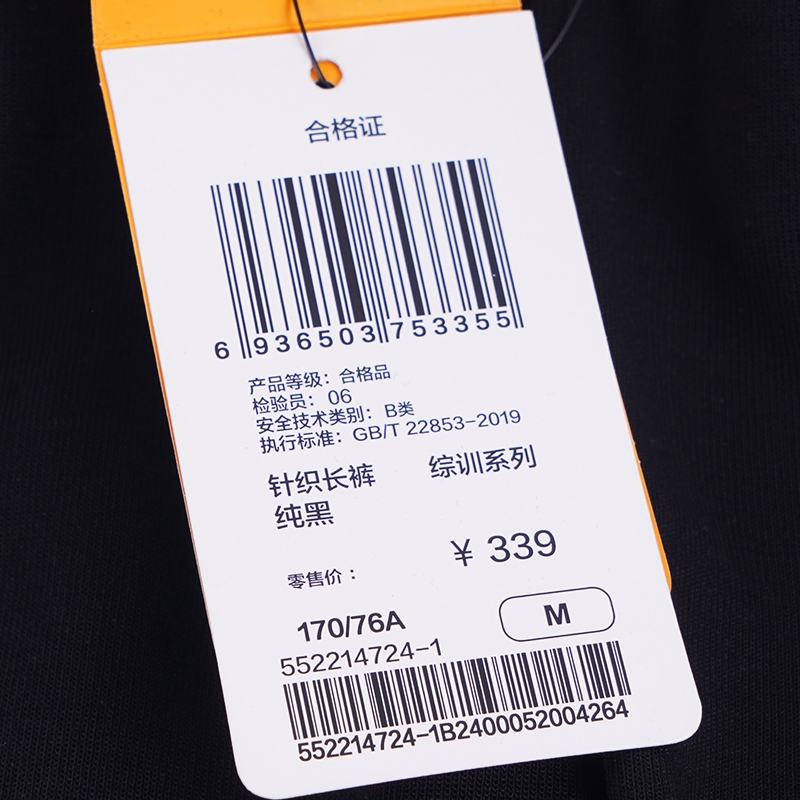 合格证
6 936503 753355
产品等级：合格品
检验员：06
安全技术类别：B类
执行标准：GB/T 22853-2019
针织长裤 综训系列
纯黑
零售价： ¥ 339
170/76A M
552214724-1
552214724-1B2400052004264